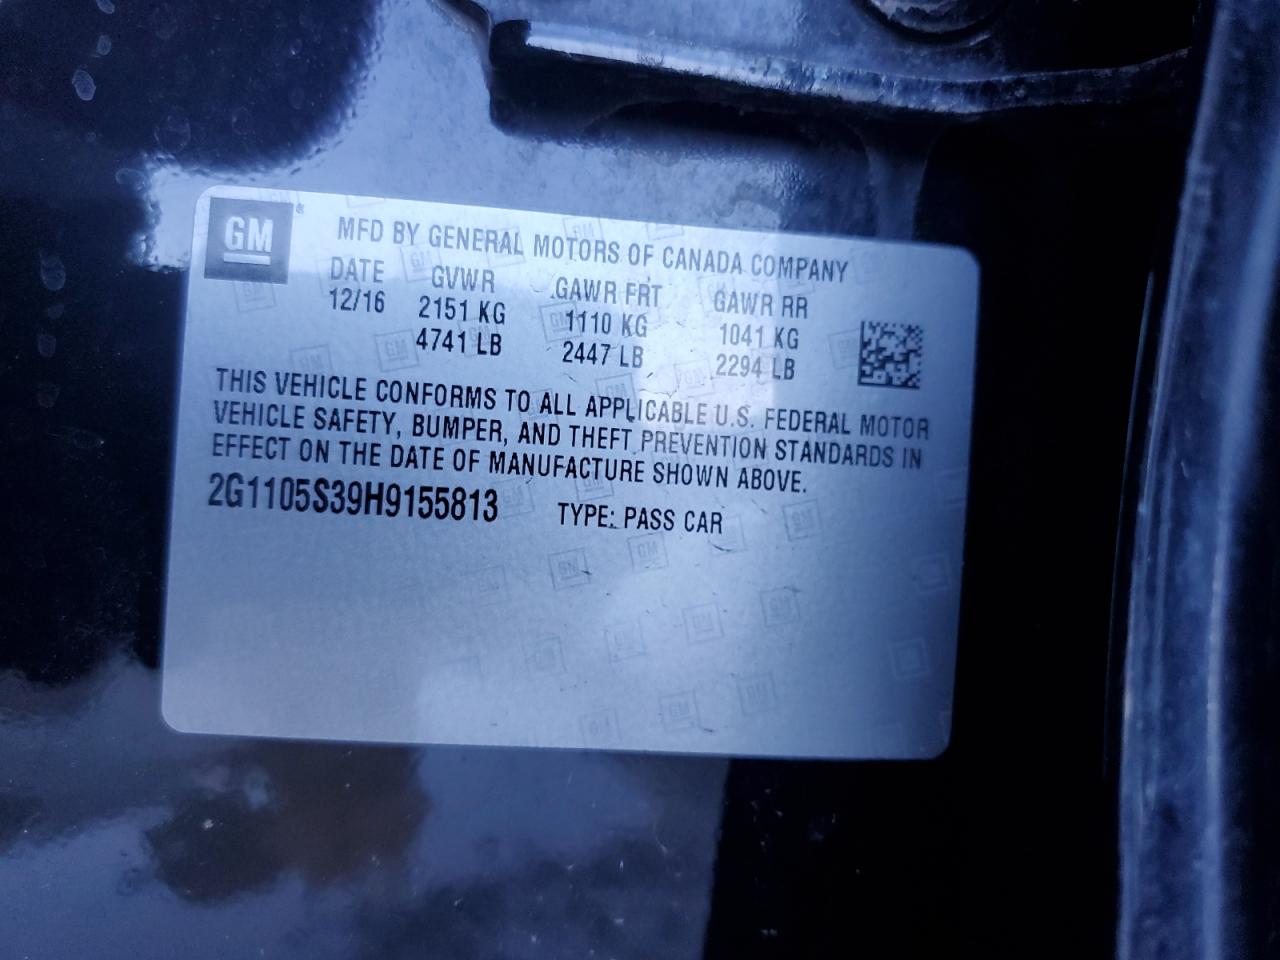 GM®
MFD BY GENERAL MOTORS OF CANADA COMPANY
DATE GVWR GAWR FRT GAWR RR
12/16 2151 KG 1110 KG 1041 KG
4741 LB 2447 LB 2294 LB
THIS VEHICLE CONFORMS TO ALL APPLICABLE U.S. FEDERAL MOTOR
VEHICLE SAFETY, BUMPER, AND THEFT PREVENTION STANDARDS IN
EFFECT ON THE DATE OF MANUFACTURE SHOWN ABOVE.
2G1105S39H9155813 TYPE: PASS CAR